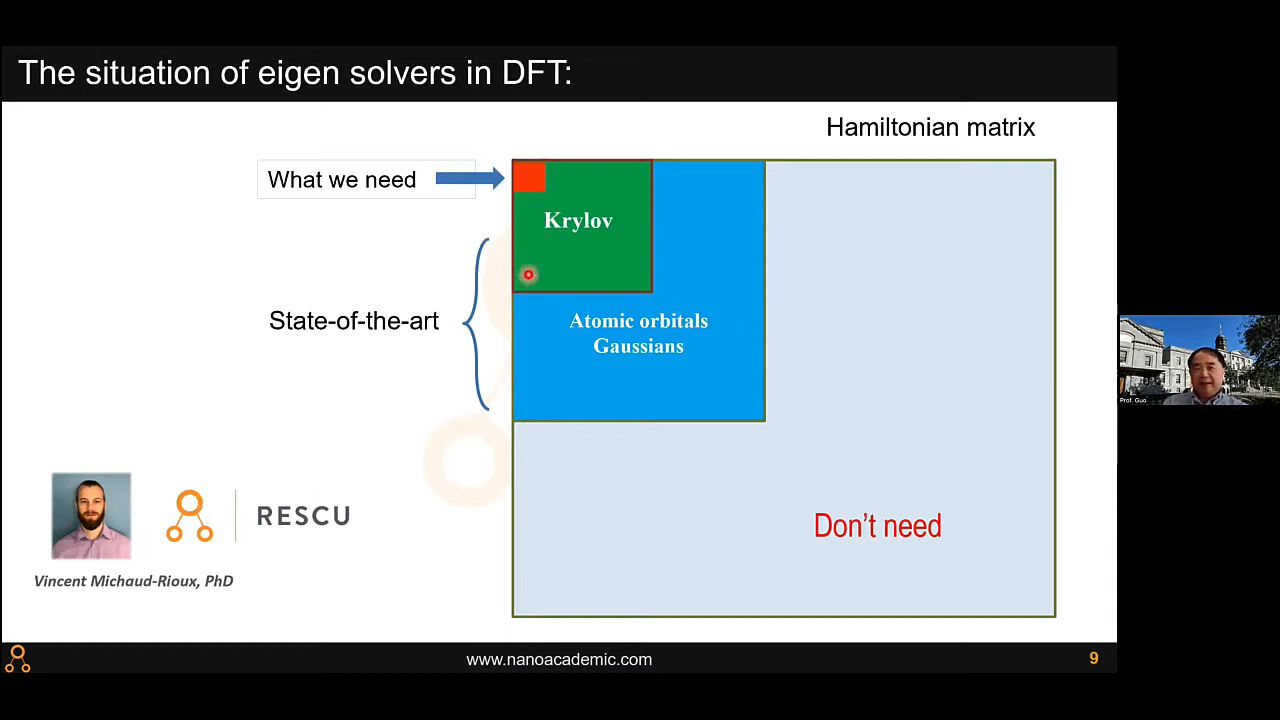 The situation of eigen solvers in DFT:
Hamiltonian matrix
What we need
Krylov
State-of-the-art
Atomic orbitals
Gaussians
Don't need
RESCU
Vincent Michaud-Rioux, PhD
Prof. Guo
www.nanoacademic.com
9